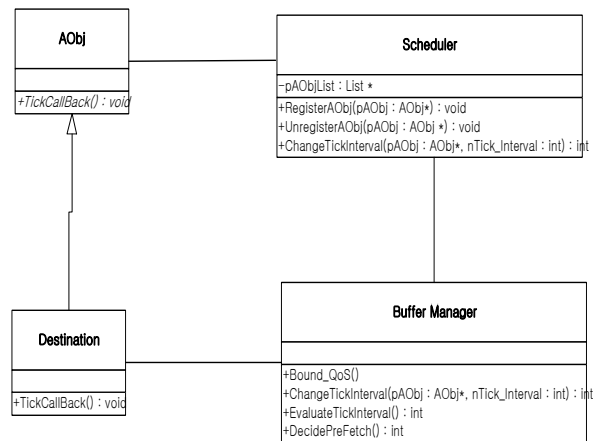 AObj
+TickCallBack() : void
Scheduler
-pAObjList : List *
+RegisterAObj(pAObj : AObj*) : void
+UnregisterAObj(pAObj : AObj *) : void
+ChangeTickInterval(pAObj : AObj*, nTick_Interval : int) : int
Destination
+TickCallBack() : void
Buffer Manager
+Bound_QoS()
+ChangeTickInterval(pAObj : AObj*, nTick_Interval : int) : int
+EvaluateTickInterval() : int
+DecidePreFetch() : int